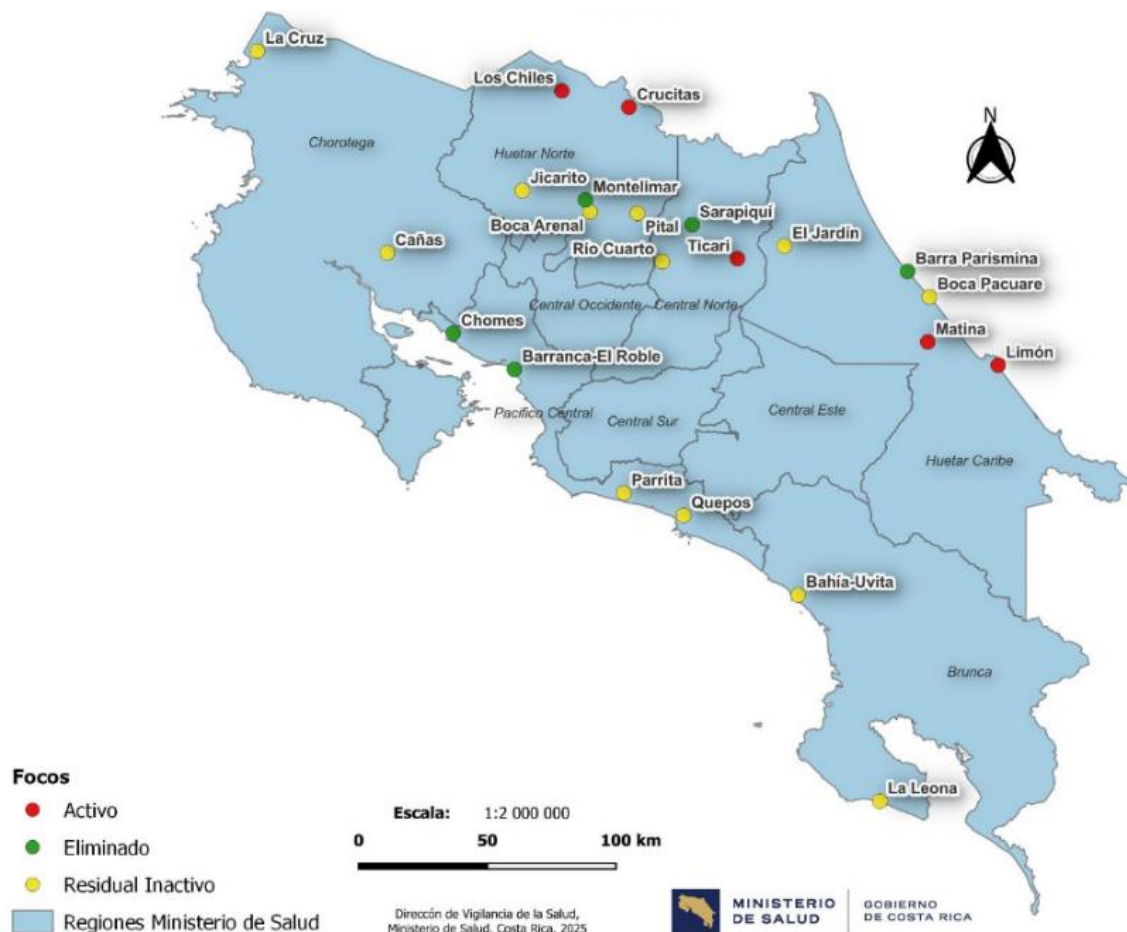 La Cruz
Los Chiles
Crucitas
N
Chorotega
Huetar Norte
Jicarito
Montelimar
Boca Arenal
Pital
Sarapiquí
Cañas
Río Cuarto
Ticari
El Jardín
Barra Parismina
Boca Pacuare
Central Occidente
Central Norte
Chomes
Matina
Limón
Barranca-El Roble
Pacífico Central
Central Sur
Central Este
Huetar Caribe
Parrita
Quepos
Bahía-Uvita
Brunca
La Leona
Focos
Activo
Eliminado
Residual Inactivo
Regiones Ministerio de Salud
Escala: 1:2 000 000
0 50 100 km
Direccón de Vigilancia de la Salud,
Ministerio de Salud, Costa Rica, 2025
MINISTERIO
DE SALUD
GOBIERNO
DE COSTA RICA